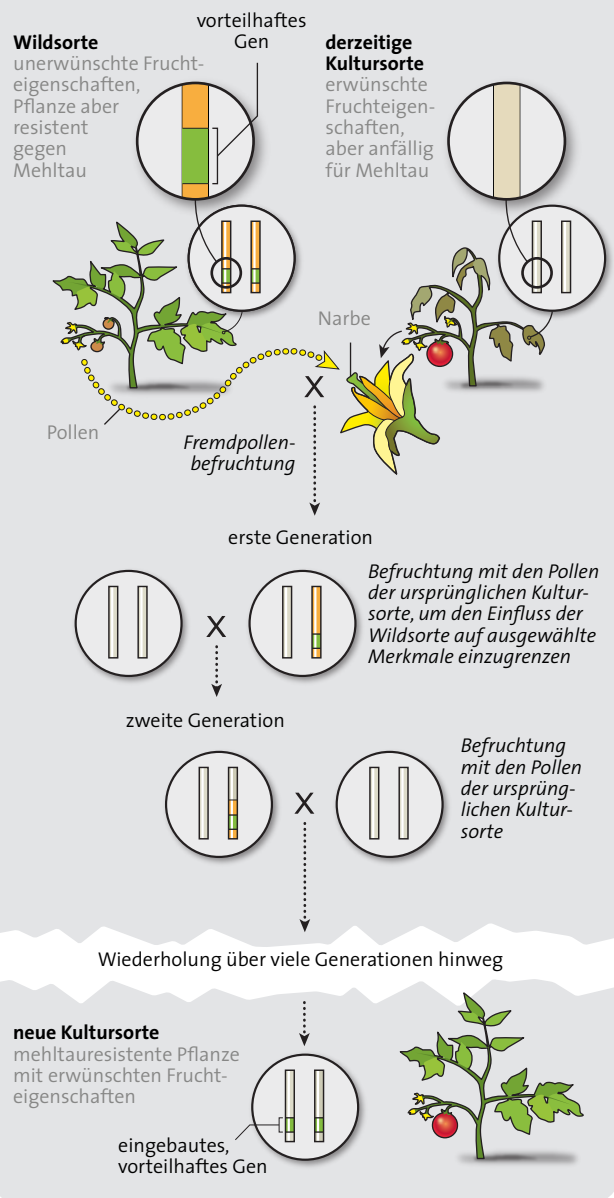 vorteilhaftes
Gen
Wildsorte
unerwünschte Frucht-
eigenschaften,
Pflanze aber
resistent
gegen
Mehltau
derzeitige
Kultursorte
erwünschte
Fruchteigen-
schaften,
aber anfällig
für Mehltau
Narbe
X
Pollen
Fremdpollen-
befruchtung
erste Generation
X
Befruchtung mit den Pollen
der ursprünglichen Kultur-
sorte, um den Einfluss der
Wildsorte auf ausgewählte
Merkmale einzugrenzen
zweite Generation
X
Befruchtung
mit den Pollen
der ursprüng-
lichen Kultur-
sorte
Wiederholung über viele Generationen hinweg
neue Kultursorte
mehltauresistente Pflanze
mit erwünschten Frucht-
eigenschaften
eingebautes,
vorteilhaftes Gen